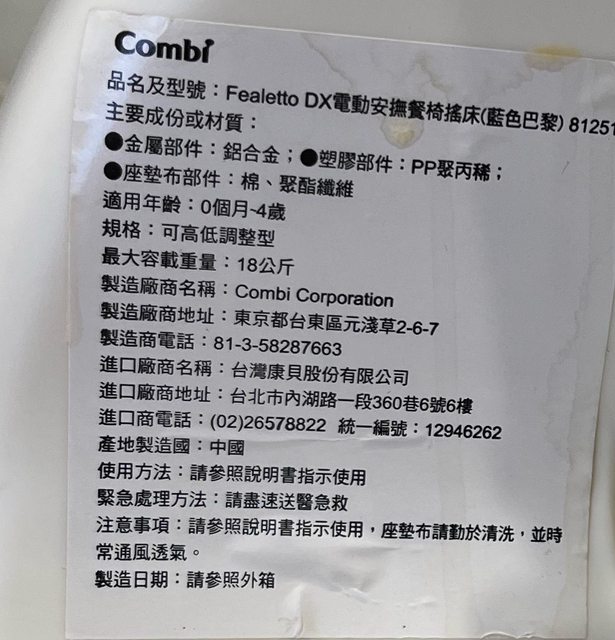 Combi
品名及型號：Fealetto DX電動安撫餐椅搖床(藍色巴黎) 81251
主要成份或材質：
●金屬部件：鋁合金；●塑膠部件：PP聚丙稀；
●座墊布部件：棉、聚酯纖維
適用年齡：0個月~4歲
規格：可高低調整型
最大容載重量：18公斤
製造廠商名稱：Combi Corporation
製造廠商地址：東京都台東區元淺草2-6-7
製造商電話：81-3-58287663
進口廠商名稱：台灣康貝股份有限公司
進口廠商地址：台北市內湖路一段360巷6號6樓
進口商電話：(02)26578822 統一編號：12946262
產地製造國：中國
使用方法：請參照說明書指示使用
緊急處理方法：請盡速送醫急救
注意事項：請參照說明書指示使用，座墊布請勤於清洗，並時
常通風透氣。
製造日期：請參照外箱